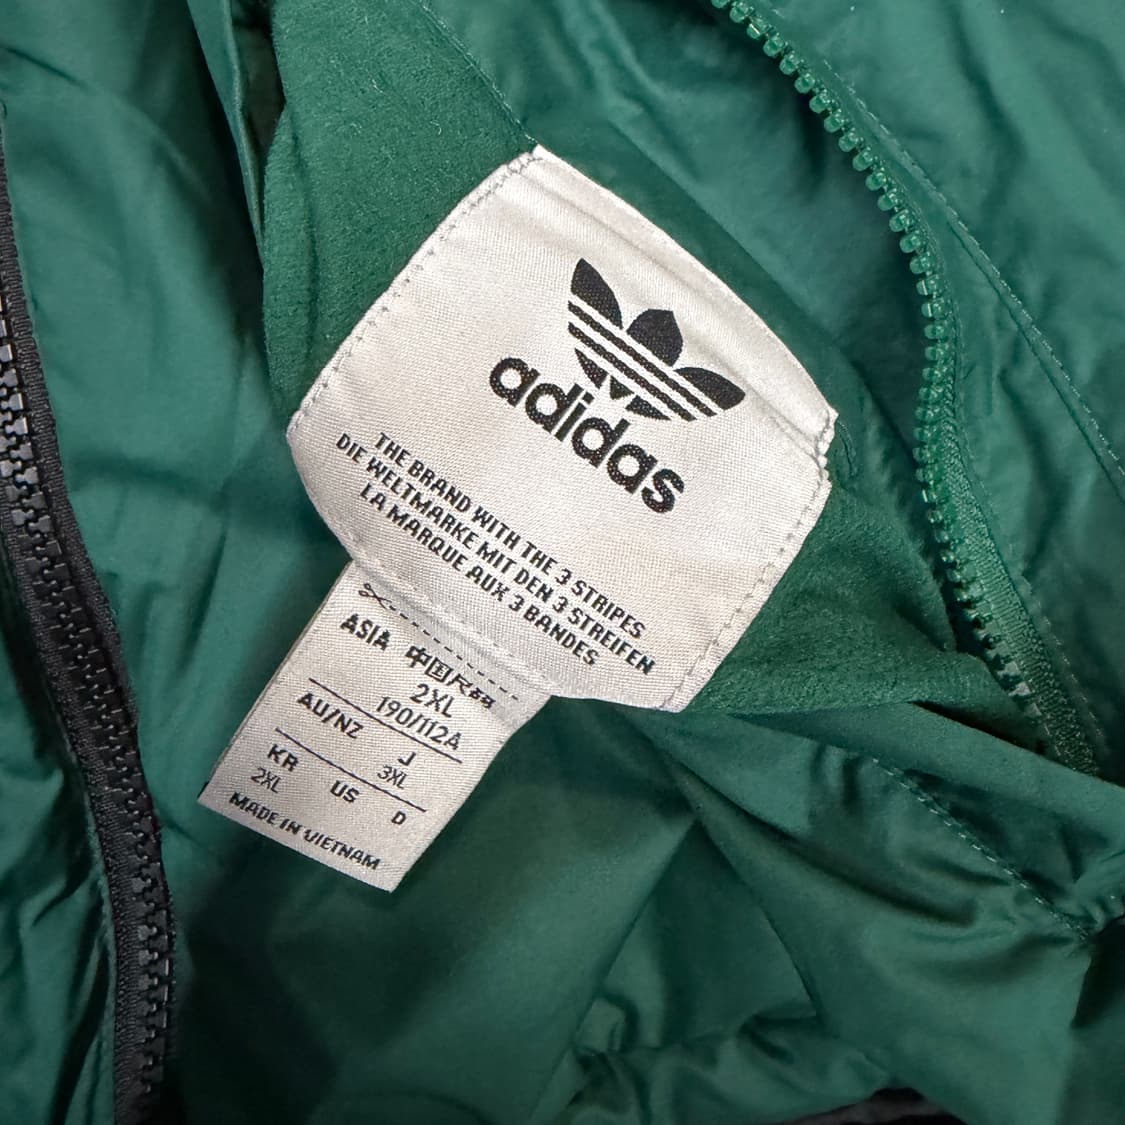 adidas
THE BRAND WITH THE 3 STRIPES
DIE WELTMARKE MIT DEN 3 STREIFEN
LA MARQUE AUX 3 BANDES
ASIA 中国尺码
2XL
190/112A
AU/NZ J
3XL
KR US D
2XL
MADE IN VIETNAM